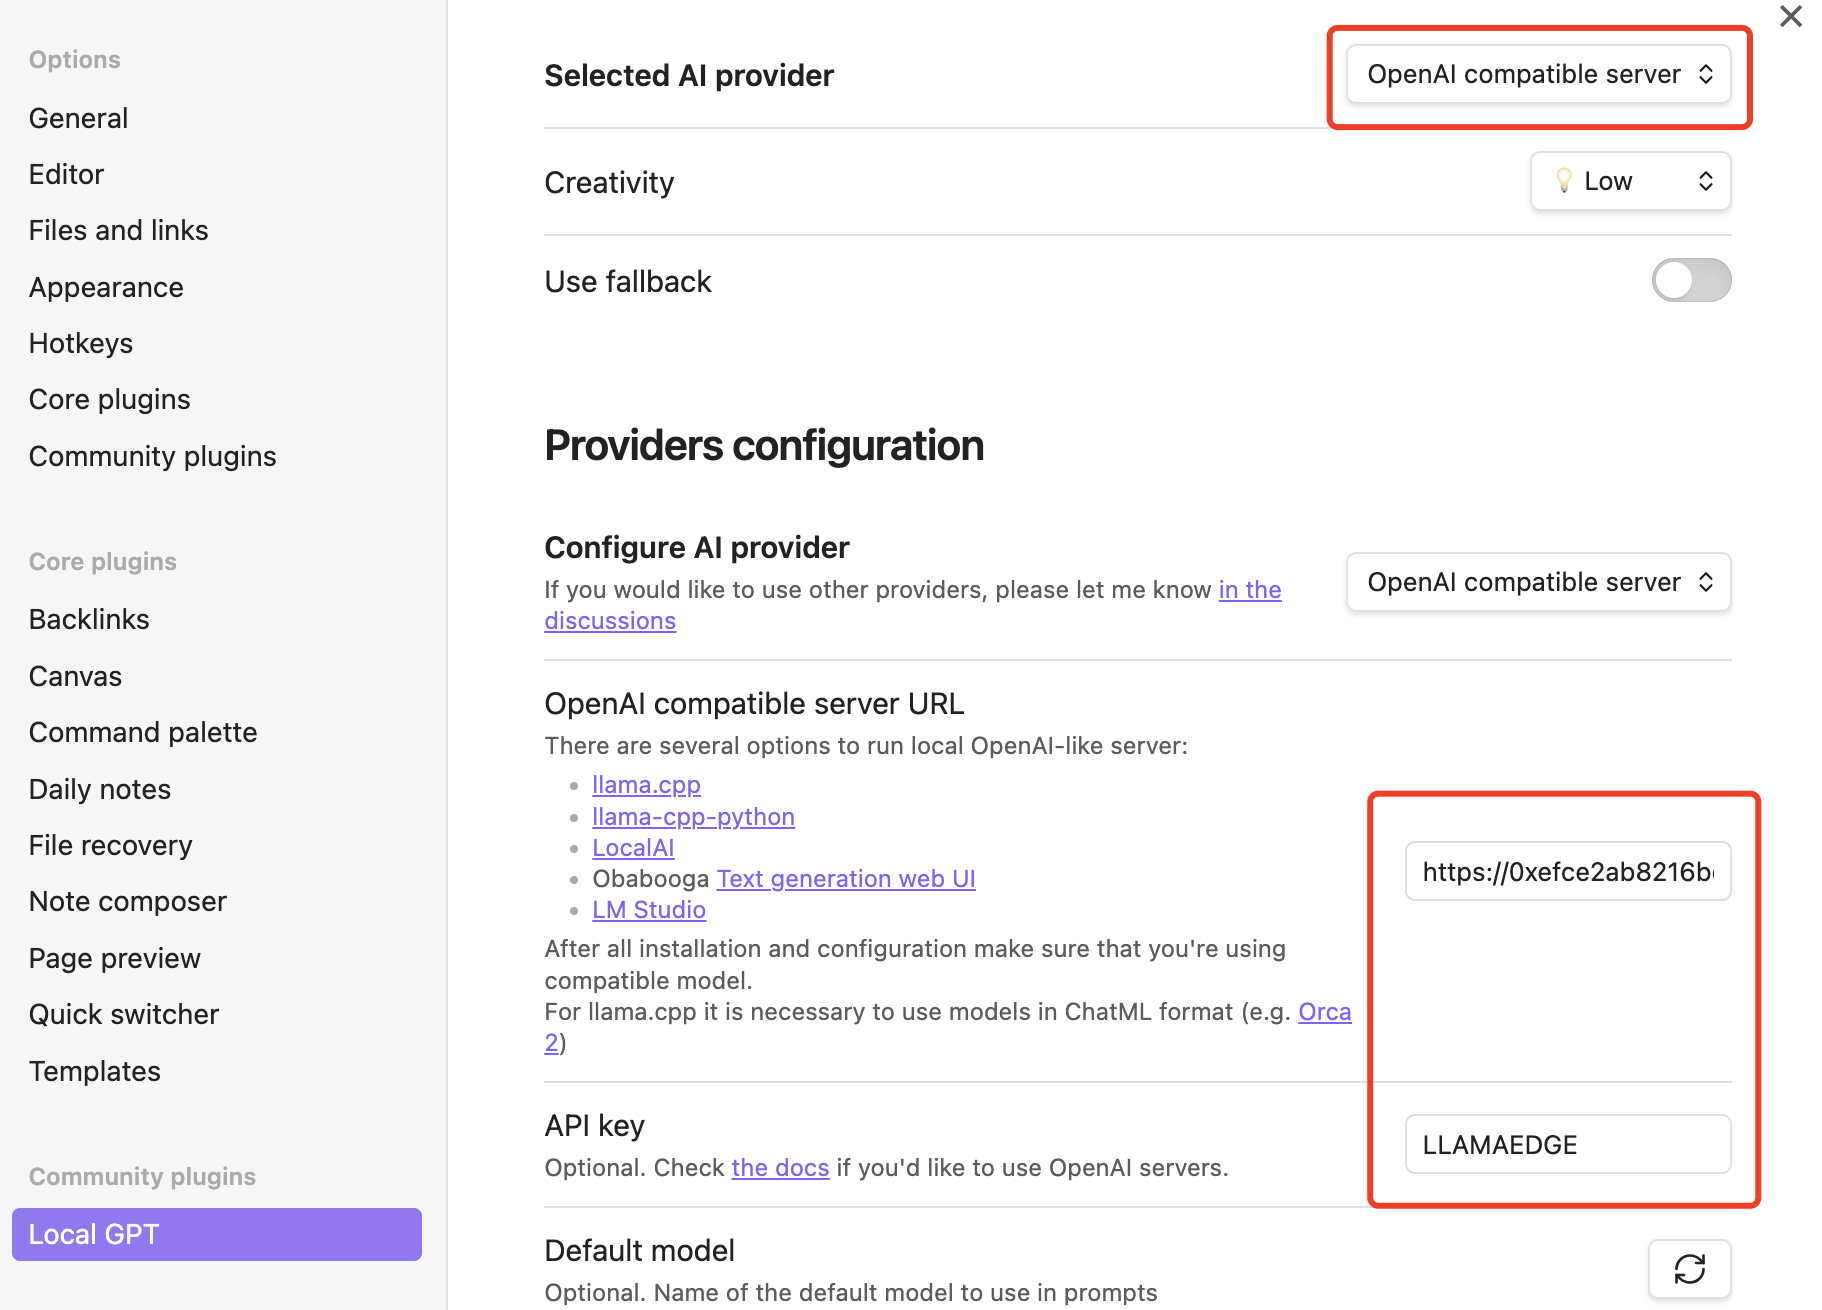 Options
General
Editor
Files and links
Appearance
Hotkeys
Core plugins
Community plugins
Core plugins
Backlinks
Canvas
Command palette
Daily notes
File recovery
Note composer
Page preview
Quick switcher
Templates
Community plugins
Local GPT
Selected AI provider
OpenAI compatible server
Creativity
💡 Low
Use fallback
Providers configuration
Configure AI provider
If you would like to use other providers, please let me know in the
discussions
OpenAI compatible server
OpenAI compatible server URL
There are several options to run local OpenAI-like server:
• llama.cpp
• llama-cpp-python
• LocalAI
• Obabooga Text generation web UI
• LM Studio
After all installation and configuration make sure that you're using
compatible model.
For llama.cpp it is necessary to use models in ChatML format (e.g. Orca
2)
https://0xefce2ab8216b
API key
Optional. Check the docs if you'd like to use OpenAI servers.
LLAMAEDGE
Default model
Optional. Name of the default model to use in prompts